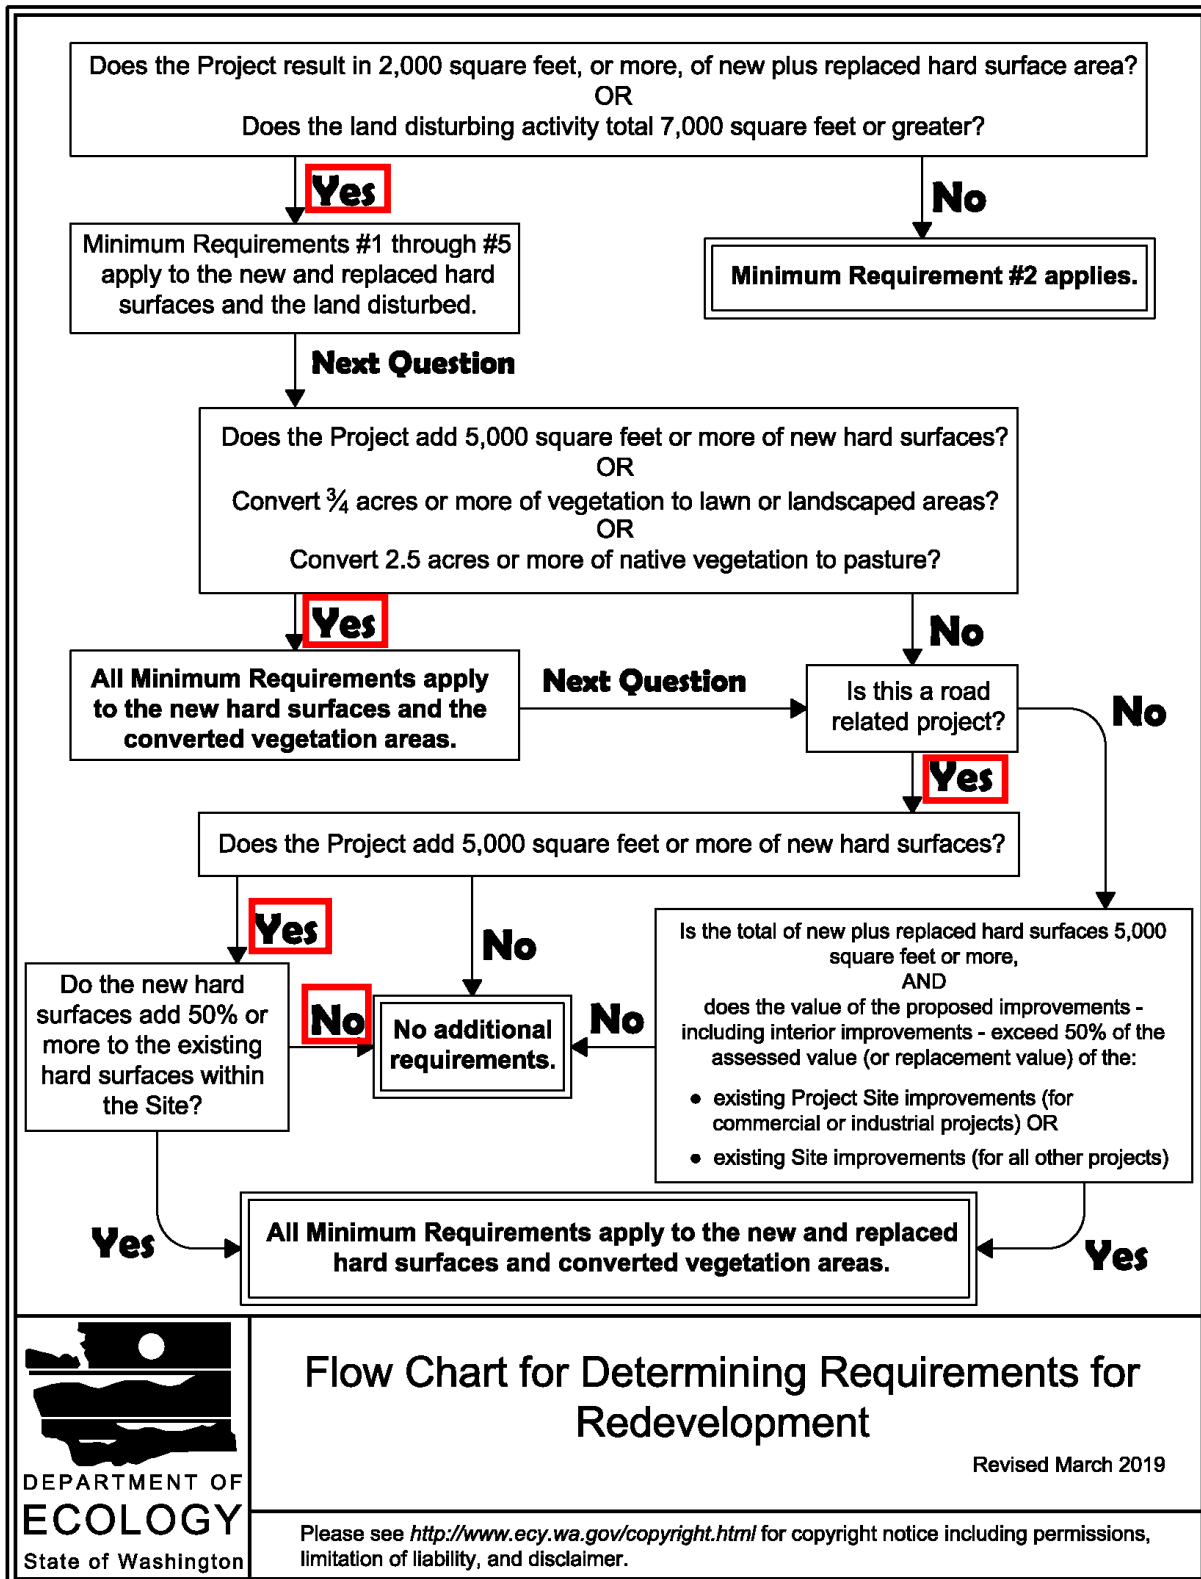 Does the Project result in 2,000 square feet, or more, of new plus replaced hard surface area?
OR
Does the land disturbing activity total 7,000 square feet or greater?
Yes
No
Minimum Requirements #1 through #5
apply to the new and replaced hard
surfaces and the land disturbed.
Minimum Requirement #2 applies.
Next Question
Does the Project add 5,000 square feet or more of new hard surfaces?
OR
Convert ¾ acres or more of vegetation to lawn or landscaped areas?
OR
Convert 2.5 acres or more of native vegetation to pasture?
Yes
No
All Minimum Requirements apply
to the new hard surfaces and the
converted vegetation areas.
Next Question
Is this a road
related project?
No
Yes
Does the Project add 5,000 square feet or more of new hard surfaces?
Yes
No
Do the new hard
surfaces add 50% or
more to the existing
hard surfaces within
the Site?
No
No additional
requirements.
No
Is the total of new plus replaced hard surfaces 5,000
square feet or more,
AND
does the value of the proposed improvements -
including interior improvements - exceed 50% of the
assessed value (or replacement value) of the:
• existing Project Site improvements (for
commercial or industrial projects) OR
• existing Site improvements (for all other projects)
Yes
All Minimum Requirements apply to the new and replaced
hard surfaces and converted vegetation areas.
Yes
DEPARTMENT OF
ECOLOGY
State of Washington
Flow Chart for Determining Requirements for
Redevelopment
Revised March 2019
Please see http://www.ecy.wa.gov/copyright.html for copyright notice including permissions,
limitation of liability, and disclaimer.